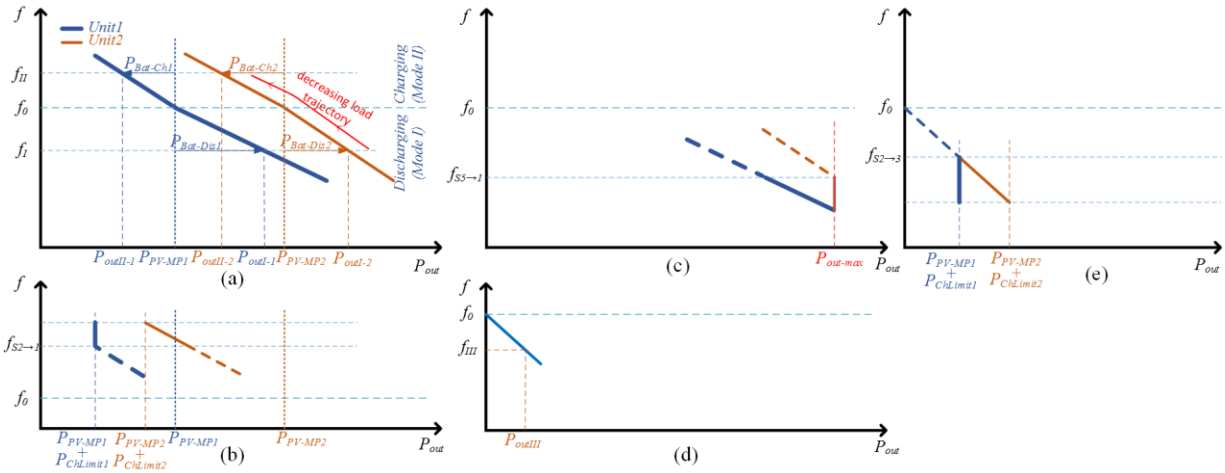 f
Unit1
Unit2
P_Bat-Ch1
P_Bat-Ch2
decreasing load
trajectory
Charging
(Mode II)
Discharging
(Mode I)
P_Bat-Dis1
P_Bat-Dis2
f_II
f_0
f_I
P_outII-1
P_PV-MP1
P_outII-2
P_outI-1
P_PV-MP2
P_outI-2
P_out
(a)
f
f_S2→1
f_0
P_PV-MP1
+
P_ChLimit1
P_PV-MP2
+
P_ChLimit2
P_PV-MP1
P_PV-MP2
P_out
(b)
f
f_0
f_S5→1
P_out-max
P_out
(c)
f
f_0
f_III
P_outIII
P_out
(d)
f
f_0
f_S2→3
P_PV-MP1
+
P_ChLimit1
P_PV-MP2
+
P_ChLimit2
P_out
(e)